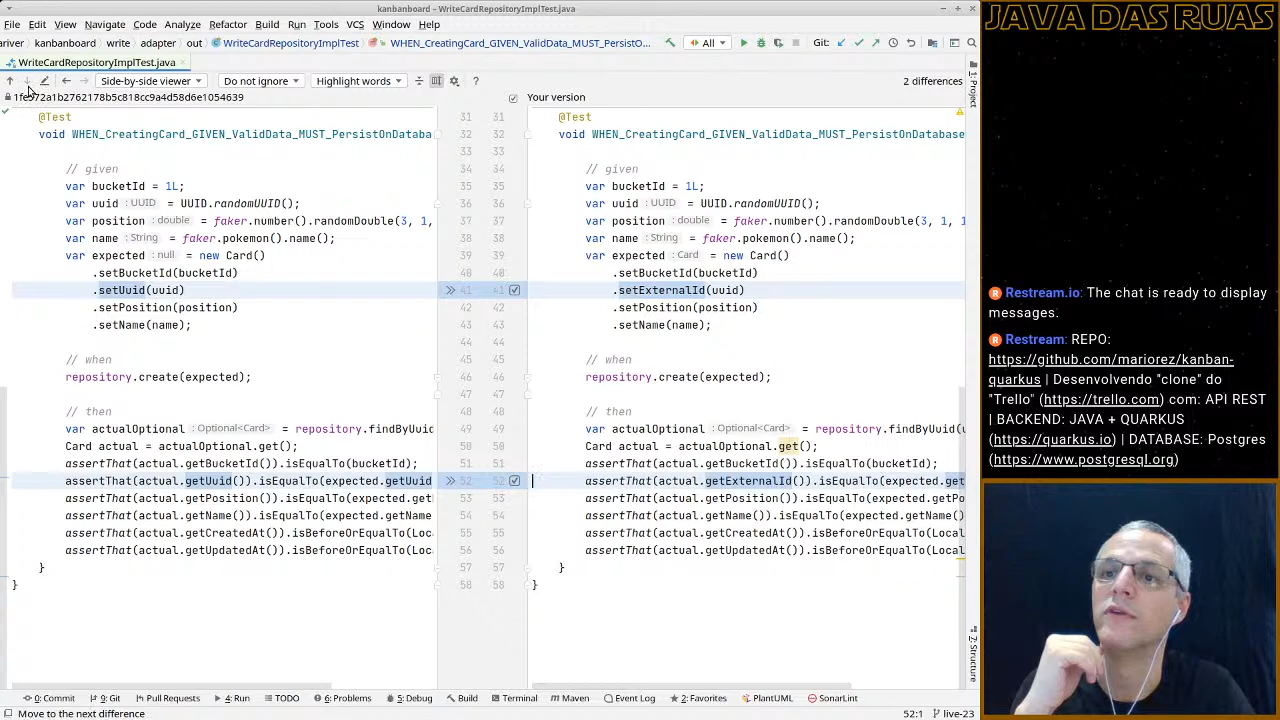 kanbanboard – WriteCardRepositoryImplTest.java
File Edit View Navigate Code Analyze Refactor Build Run Tools VCS Window Help
ariver kanbanboard write adapter out WriteCardRepositoryImplTest WHEN_CreatingCard_GIVEN_ValidData_MUST_PersistO... All Git:
WriteCardRepositoryImplTest.java
Side-by-side viewer Do not ignore Highlight words ? 2 differences
Your version
@Test 31 31 @Test
void WHEN_CreatingCard_GIVEN_ValidData_MUST_PersistOnDataba 32 32 void WHEN_CreatingCard_GIVEN_ValidData_MUST_PersistOnDatabase
33 33
// given 34 34 // given
var bucketId = 1L; 35 35 var bucketId = 1L;
var uuid : UUID = UUID.randomUUID(); 36 36 var uuid : UUID = UUID.randomUUID();
var position : double = faker.number().randomDouble(3, 1, 37 37 var position : double = faker.number().randomDouble(3, 1, 1
var name : String = faker.pokemon().name(); 38 38 var name : String = faker.pokemon().name();
var expected : null = new Card() 39 39 var expected : Card = new Card()
.setBucketId(bucketId) 40 40 .setBucketId(bucketId)
.setUuid(uuid) 41 41 .setExternalId(uuid)
.setPosition(position) 42 42 .setPosition(position)
.setName(name); 43 43 .setName(name);
44 44
// when 45 45 // when
repository.create(expected); 46 46 repository.create(expected);
47 47
// then 48 48 // then
var actualOptional : Optional<Card> = repository.findByUuid 49 49 var actualOptional : Optional<Card> = repository.findByUuid(u
Card actual = actualOptional.get(); 50 50 Card actual = actualOptional.get();
assertThat(actual.getBucketId()).isEqualTo(bucketId); 51 51 assertThat(actual.getBucketId()).isEqualTo(bucketId);
assertThat(actual.getUuid()).isEqualTo(expected.getUuid 52 52 assertThat(actual.getExternalId()).isEqualTo(expected.get
assertThat(actual.getPosition()).isEqualTo(expected.get 53 53 assertThat(actual.getPosition()).isEqualTo(expected.getPo
assertThat(actual.getName()).isEqualTo(expected.getName 54 54 assertThat(actual.getName()).isEqualTo(expected.getName()
assertThat(actual.getCreatedAt()).isBeforeOrEqualTo(Loc 55 55 assertThat(actual.getCreatedAt()).isBeforeOrEqualTo(Local
assertThat(actual.getUpdatedAt()).isBeforeOrEqualTo(Loc 56 56 assertThat(actual.getUpdatedAt()).isBeforeOrEqualTo(Local
} 57 57 }
} 58 58 }
1: Project
7: Structure
0: Commit 9: Git Pull Requests 4: Run TODO 6: Problems 5: Debug Build Terminal Maven Event Log 2: Favorites PlantUML SonarLint
Move to the next difference 52:1 live-23
JAVA DAS RUAS
Restream.io: The chat is ready to display
messages.
Restream: REPO:
https://github.com/mariorez/kanban-
quarkus | Desenvolvendo "clone" do
"Trello" (https://trello.com) com: API REST
| BACKEND: JAVA + QUARKUS
(https://quarkus.io) | DATABASE: Postgres
(https://www.postgresql.org)